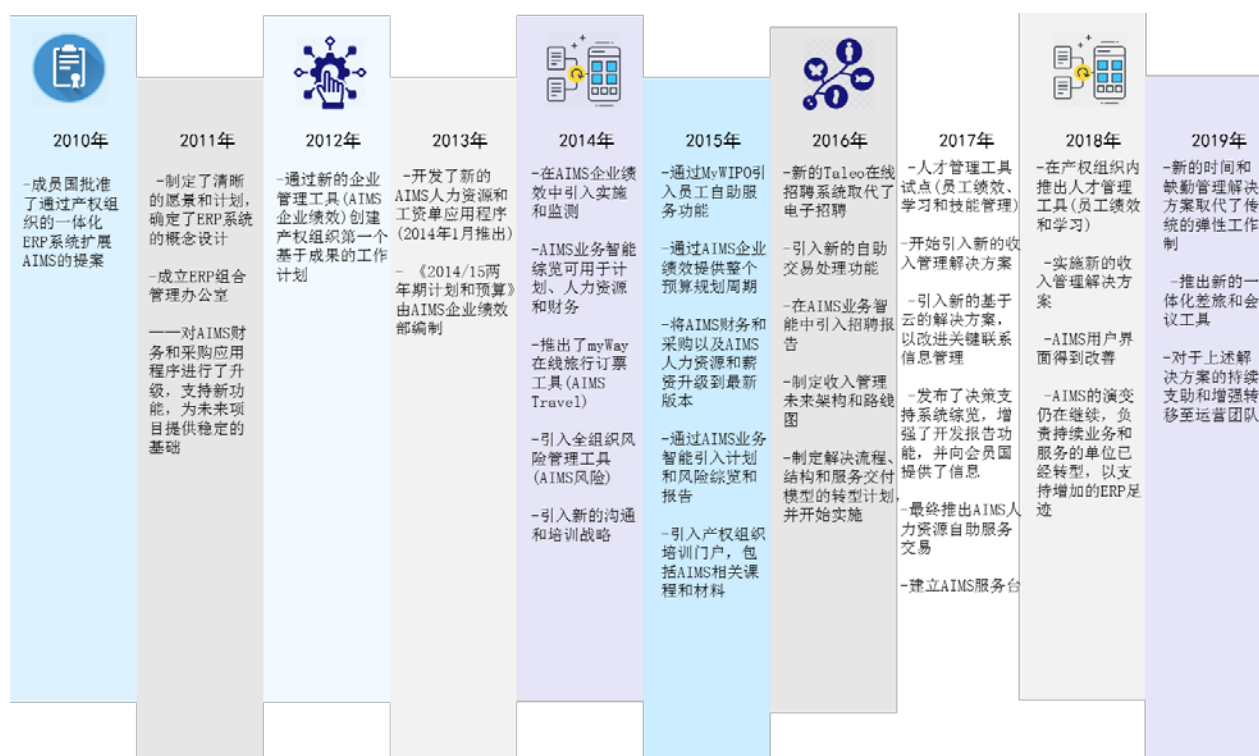 2010年
-成员国批准
了通过产权组
织的一体化
ERP系统扩展
AIMS的提案
2011年
-制定了清晰
的愿景和计划,
确定了ERP系统
的概念设计
-成立ERP组合
管理办公室
——对AIMS财
务和采购应用
程序进行了升
级，支持新功
能，为未来项
目提供稳定的
基础
2012年
-通过新的企业
管理工具(AIMS
企业绩效)创建
产权组织第一个
基于成果的工作
计划
2013年
-开发了新的
AIMS人力资源和
工资单应用程序
(2014年1月推出)
- 《2014/15两
年期计划和预算》
由AIMS企业绩效
部编制
2014年
-在AIMS企业绩
效中引入实施
和监测
-AIMS业务智能
综览可用于计
划、人力资源
和财务
-推出了myWay
在线旅行订票
工具(AIMS
Travel)
-引入全组织风
险管理工具
(AIMS风险)
-引入新的沟通
和培训战略
2015年
-通过MyWIPO引
入员工自助服
务功能
-通过AIMS企业
绩效提供整个
预算规划周期
-将AIMS财务和
采购以及AIMS
人力资源和薪
资升级到最新
版本
-通过AIMS业务
智能引入计划
和风险综览和
报告
-引入产权组织
培训门户，包
括AIMS相关课
程和材料
2016年
-新的Taleo在线
招聘系统取代了
电子招聘
-引入新的自助
交易处理功能
-在AIMS业务智
能中引入招聘报
告
-制定收入管理
未来架构和路线
图
-制定解决流程、
结构和服务交付
模型的转型计划,
并开始实施
2017年
-人才管理工具
试点(员工绩效、
学习和技能管理)
-开始引入新的收
入管理解决方案
-引入新的基于
云的解决方案，
以改进关键联系
信息管理
-发布了决策支
持系统综览，增
强了开发报告功
能，并向会员国
提供了信息
-最终推出AIMS人
力资源自助服务
交易
-建立AIMS服务台
2018年
-在产权组织内
推出人才管理
工具(员工绩效
和学习)
-实施新的收
入管理解决方
案
-AIMS用户界
面得到改善
-AIMS的演变
仍在继续，负
责持续业务和
服务的单位已
经转型，以支
持增加的ERP足
迹
2019年
-新的时间和
缺勤管理解决
方案取代了传
统的弹性工作
制
-推出新的一
体化差旅和会
议工具
-对于上述解
决方案的持续
支助和增强转
移至运营团队